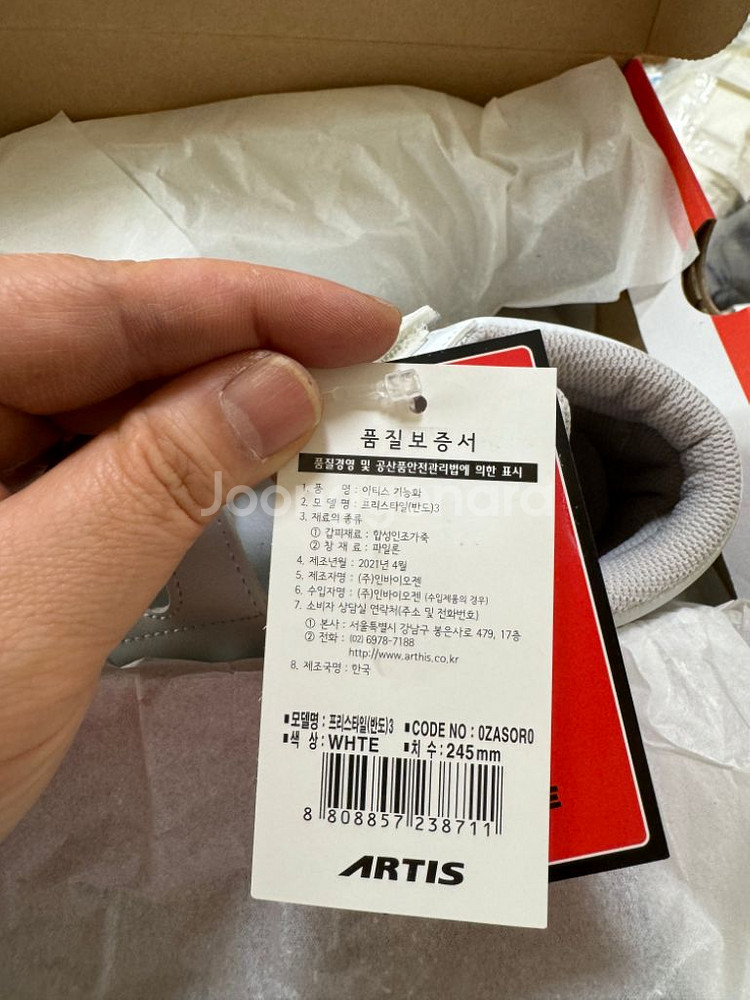 품질보증서
품질경영 및 공산품안전관리법에 의한 표시
1. 품 명 : 아티스 기능화
2. 모 델 명 : 프리스타일(반도)3
3. 재료의 종류
① 갑피재료 : 합성인조가죽
② 창 재 료 : 파일론
4. 제조년월 : 2021년 4월
5. 제조자명 : (주)인바이오젠
6. 수입자명 : (주)인바이오젠 (수입제품의 경우)
7. 소비자 상담실 연락처(주소 및 전화번호)
① 본사 : 서울특별시 강남구 봉은사로 479, 17층
② 전화 : (02) 6978-7188
http://www.arthis.co.kr
8. 제조국명 : 한국
■모델명 : 프리스타일(반도)3 ■CODE NO : 0ZASOR0
■색 상 : WHTE ■치 수 : 245mm
8 808857 238711
ARTIS